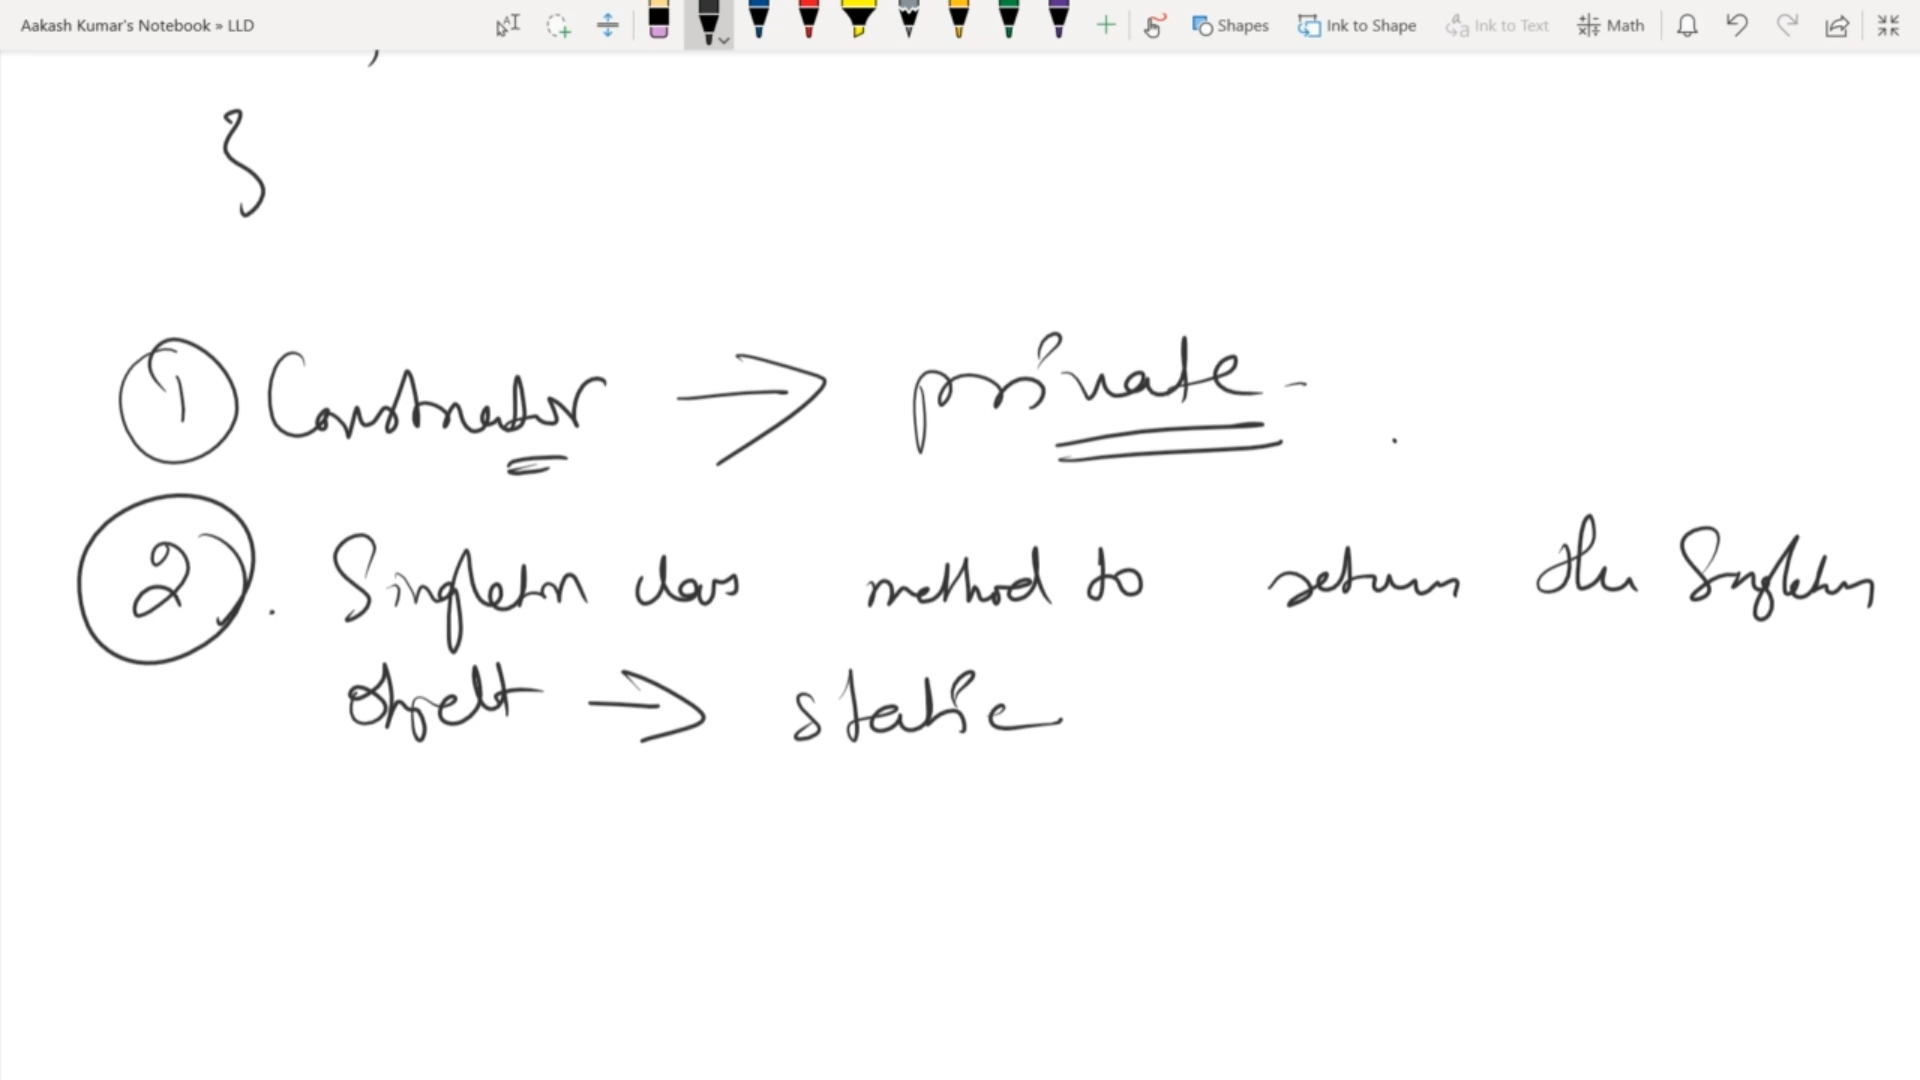 Aakash Kumar's Notebook » LLD
Shapes
Ink to Shape
Ink to Text
Math
}
① Constructor → private -
②. Singleton class method to return the Singleton
object → static